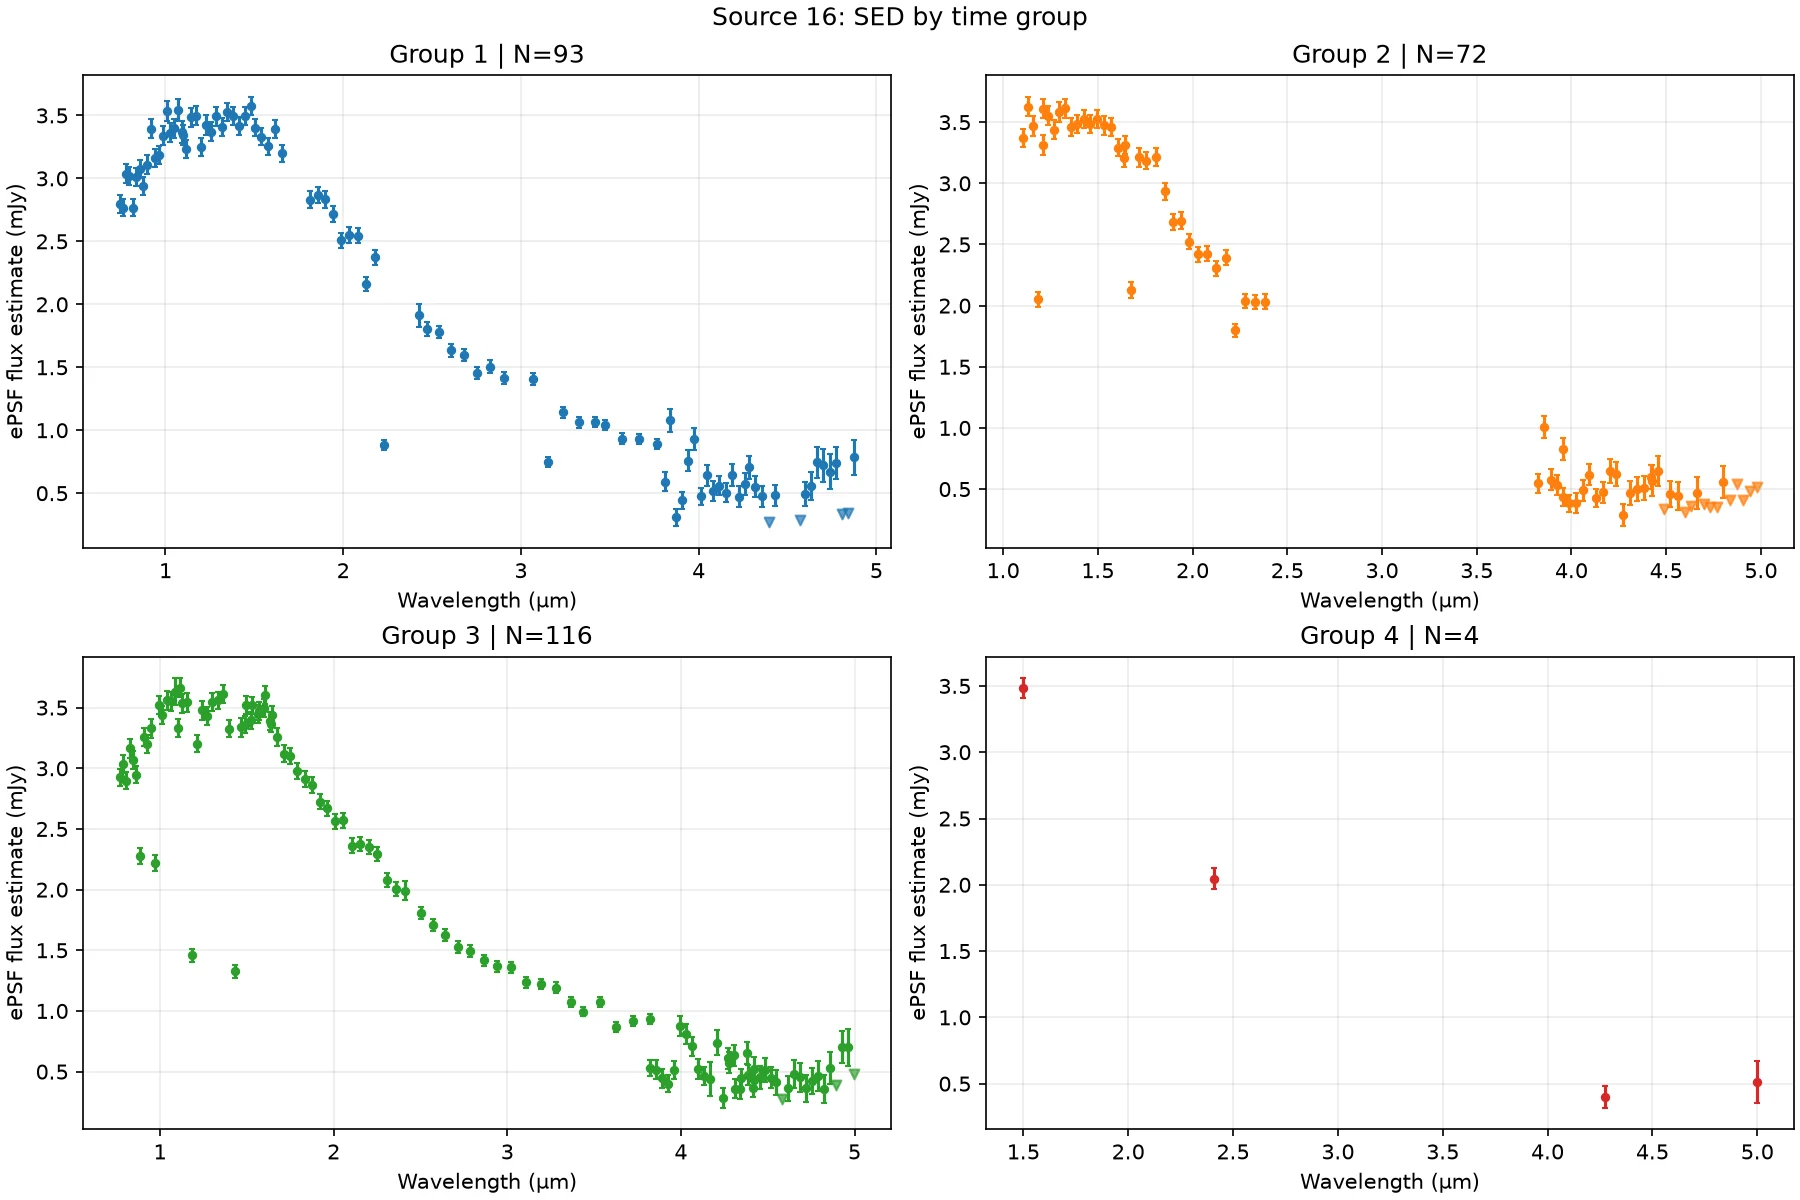 Source 16: SED by time group
Group 1 | N=93
ePSF flux estimate (mJy)
3.5
3.0
2.5
2.0
1.5
1.0
0.5
1 2 3 4 5
Wavelength (µm)
Group 2 | N=72
ePSF flux estimate (mJy)
3.5
3.0
2.5
2.0
1.5
1.0
0.5
1.0 1.5 2.0 2.5 3.0 3.5 4.0 4.5 5.0
Wavelength (µm)
Group 3 | N=116
ePSF flux estimate (mJy)
3.5
3.0
2.5
2.0
1.5
1.0
0.5
1 2 3 4 5
Wavelength (µm)
Group 4 | N=4
ePSF flux estimate (mJy)
3.5
3.0
2.5
2.0
1.5
1.0
0.5
1.5 2.0 2.5 3.0 3.5 4.0 4.5 5.0
Wavelength (µm)